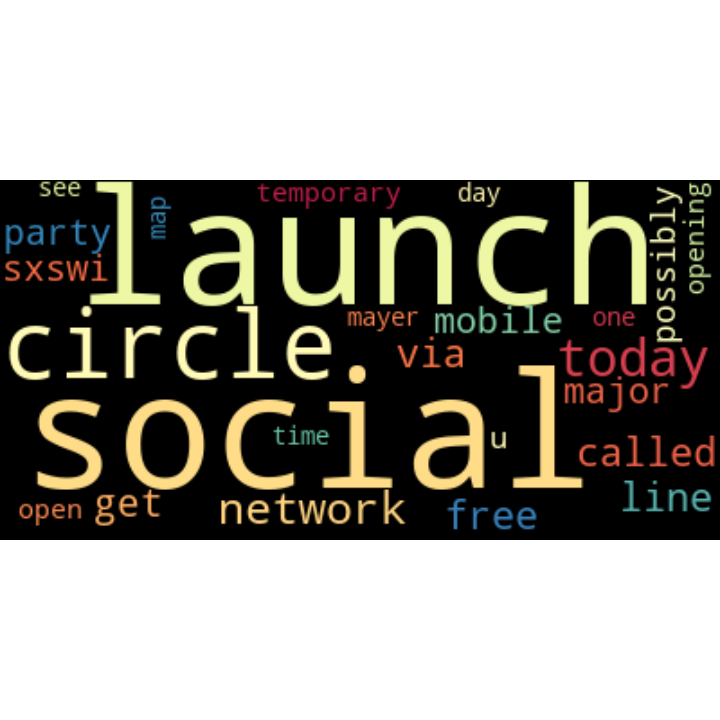 see
temporary
day
launch
map
possibly
opening
party
sxswi
circle
mayer
mobile
one
via
today
major
social
time
u
called
open
get
network
free
line